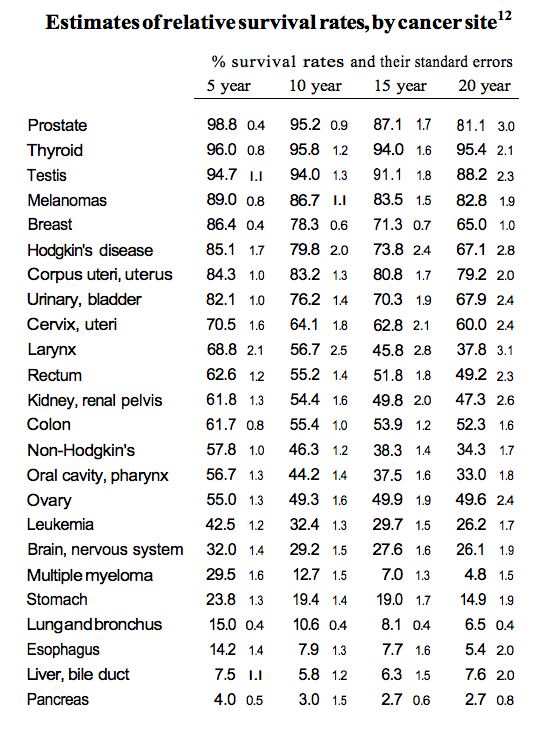 Estimates of relative survival rates, by cancer site12
% survival rates and their standard errors
5 year 10 year 15 year 20 year
Prostate 98.8 0.4 95.2 0.9 87.1 1.7 81.1 3.0
Thyroid 96.0 0.8 95.8 1.2 94.0 1.6 95.4 2.1
Testis 94.7 1.1 94.0 1.3 91.1 1.8 88.2 2.3
Melanomas 89.0 0.8 86.7 1.1 83.5 1.5 82.8 1.9
Breast 86.4 0.4 78.3 0.6 71.3 0.7 65.0 1.0
Hodgkin's disease 85.1 1.7 79.8 2.0 73.8 2.4 67.1 2.8
Corpus uteri, uterus 84.3 1.0 83.2 1.3 80.8 1.7 79.2 2.0
Urinary, bladder 82.1 1.0 76.2 1.4 70.3 1.9 67.9 2.4
Cervix, uteri 70.5 1.6 64.1 1.8 62.8 2.1 60.0 2.4
Larynx 68.8 2.1 56.7 2.5 45.8 2.8 37.8 3.1
Rectum 62.6 1.2 55.2 1.4 51.8 1.8 49.2 2.3
Kidney, renal pelvis 61.8 1.3 54.4 1.6 49.8 2.0 47.3 2.6
Colon 61.7 0.8 55.4 1.0 53.9 1.2 52.3 1.6
Non-Hodgkin's 57.8 1.0 46.3 1.2 38.3 1.4 34.3 1.7
Oral cavity, pharynx 56.7 1.3 44.2 1.4 37.5 1.6 33.0 1.8
Ovary 55.0 1.3 49.3 1.6 49.9 1.9 49.6 2.4
Leukemia 42.5 1.2 32.4 1.3 29.7 1.5 26.2 1.7
Brain, nervous system 32.0 1.4 29.2 1.5 27.6 1.6 26.1 1.9
Multiple myeloma 29.5 1.6 12.7 1.5 7.0 1.3 4.8 1.5
Stomach 23.8 1.3 19.4 1.4 19.0 1.7 14.9 1.9
Lung and bronchus 15.0 0.4 10.6 0.4 8.1 0.4 6.5 0.4
Esophagus 14.2 1.4 7.9 1.3 7.7 1.6 5.4 2.0
Liver, bile duct 7.5 1.1 5.8 1.2 6.3 1.5 7.6 2.0
Pancreas 4.0 0.5 3.0 1.5 2.7 0.6 2.7 0.8